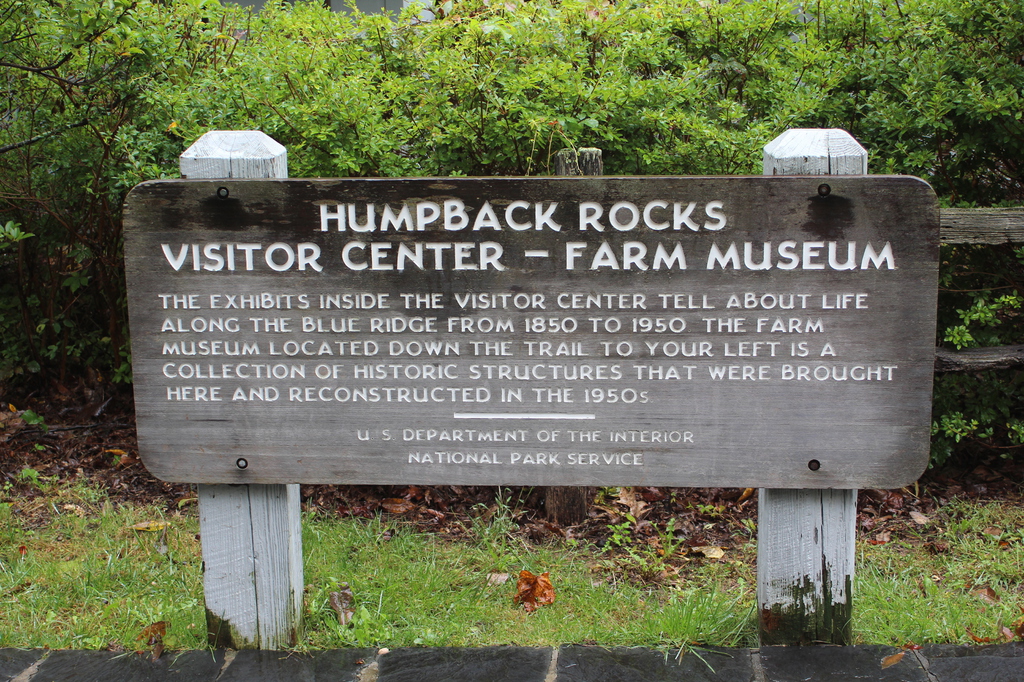 HUMPBACK ROCKS
VISITOR CENTER – FARM MUSEUM
THE EXHIBITS INSIDE THE VISITOR CENTER TELL ABOUT LIFE
ALONG THE BLUE RIDGE FROM 1850 TO 1950 THE FARM
MUSEUM LOCATED DOWN THE TRAIL TO YOUR LEFT IS A
COLLECTION OF HISTORIC STRUCTURES THAT WERE BROUGHT
HERE AND RECONSTRUCTED IN THE 1950s
U S DEPARTMENT OF THE INTERIOR
NATIONAL PARK SERVICE